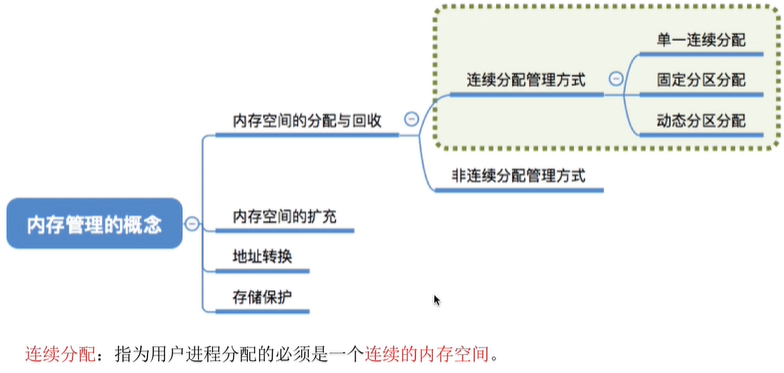 单一连续分配
连续分配管理方式
固定分区分配
动态分区分配
内存空间的分配与回收
非连续分配管理方式
内存管理的概念
内存空间的扩充
地址转换
存储保护
连续分配：指为用户进程分配的必须是一个连续的内存空间。